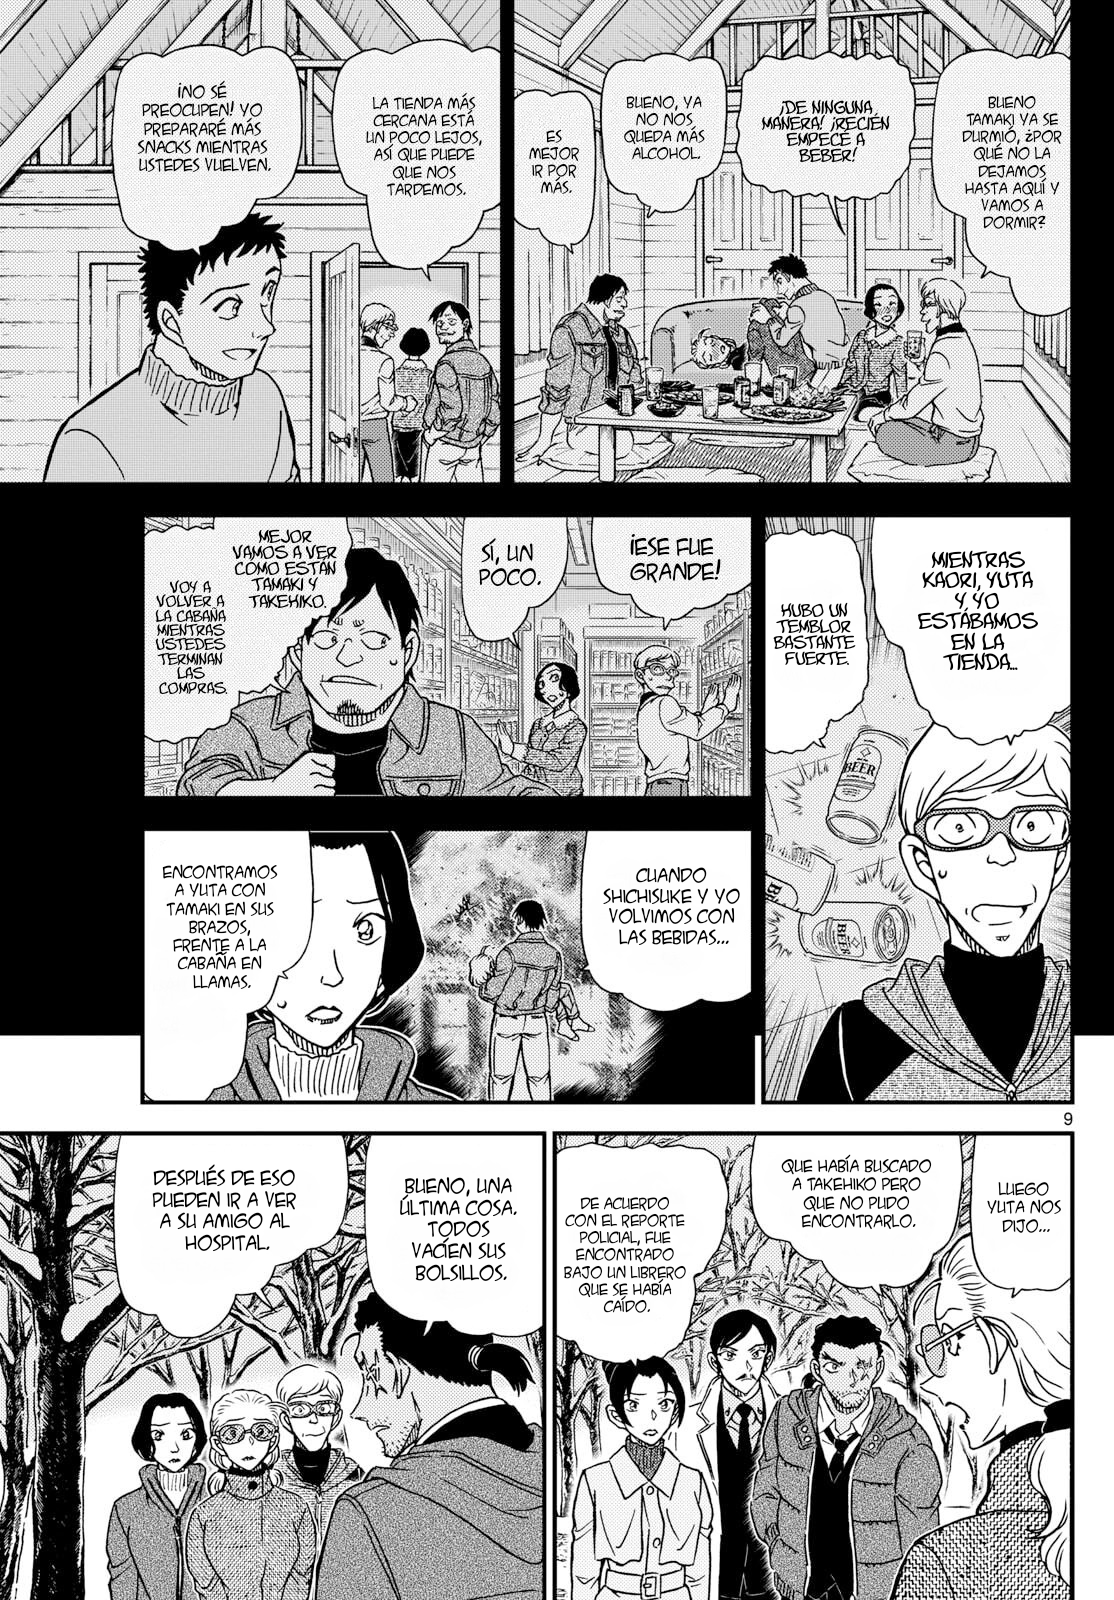 BUENO
TAMAKI YA SE
DURMIÓ, ¿POR
QUÉ NO LA
DEJAMOS
HASTA AQUÍ Y
VAMOS A
DORMIR?
¡DE NINGUNA
MANERA! ¡RECIÉN
EMPECÉ A
BEBER!
BUENO, YA
NO NOS
QUEDA MÁS
ALCOHOL.
ES
MEJOR
IR POR
MÁS.
LA TIENDA MÁS
CERCANA ESTÁ
UN POCO LEJOS,
ASÍ QUE PUEDE
QUE NOS
TARDEMOS.
¡NO SÉ
PREOCUPEN! YO
PREPARARÉ MÁS
SNACKS MIENTRAS
USTEDES VUELVEN.
MIENTRAS
KAORI, YUTA
Y, YO
ESTÁBAMOS
EN LA
TIENDA...
HUBO UN
TEMBLOR
BASTANTE
FUERTE.
BEER
BEER
BEER
¡ESE FUE
GRANDE!
SÍ, UN
POCO.
MEJOR
VAMOS A VER
CÓMO ESTÁN
TAMAKI Y
TAKEHIKO.
VOY A
VOLVER A
LA CABAÑA
MIENTRAS
USTEDES
TERMINAN
LAS
COMPRAS.
CUANDO
SHICHISUKE Y YO
VOLVIMOS CON
LAS BEBIDAS...
ENCONTRAMOS
A YUTA CON
TAMAKI EN SUS
BRAZOS,
FRENTE A LA
CABAÑA EN
LLAMAS.
9
LUEGO
YUTA NOS
DIJO...
QUE HABÍA BUSCADO
A TAKEHIKO PERO
QUE NO PUDO
ENCONTRARLO.
DE ACUERDO
CON EL REPORTE
POLICIAL, FUE
ENCONTRADO
BAJO UN LIBRERO
QUE SE HABÍA
CAÍDO.
BUENO, UNA
ÚLTIMA COSA.
TODOS
VACÍEN SUS
BOLSILLOS.
DESPUÉS DE ESO
PUEDEN IR A VER
A SU AMIGO AL
HOSPITAL.